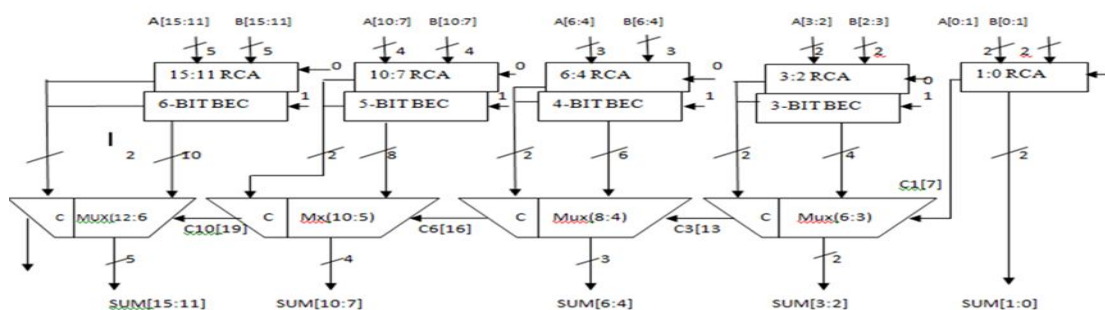 A[15:11] B[15:11] A[10:7] B[10:7] A[6:4] B[6:4] A[3:2] B[2:3] A[0:1] B[0:1]
5 5 4 4 3 3 2 2 2 2
0 0 0 0
15:11 RCA 10:7 RCA 6:4 RCA 3:2 RCA 1:0 RCA
1 1 1 1
6-BIT BEC 5-BIT BEC 4-BIT BEC 3-BIT BEC
2 10 2 8 2 6 2 4 2
C1[7]
C MUX(12:6 C Mx(10:5) C Mux(8:4) C Mux(6:3)
C10[19] C6[16] C3[13
5 4 3 2
SUM[15:11] SUM[10:7] SUM[6:4] SUM[3:2] SUM[1:0]